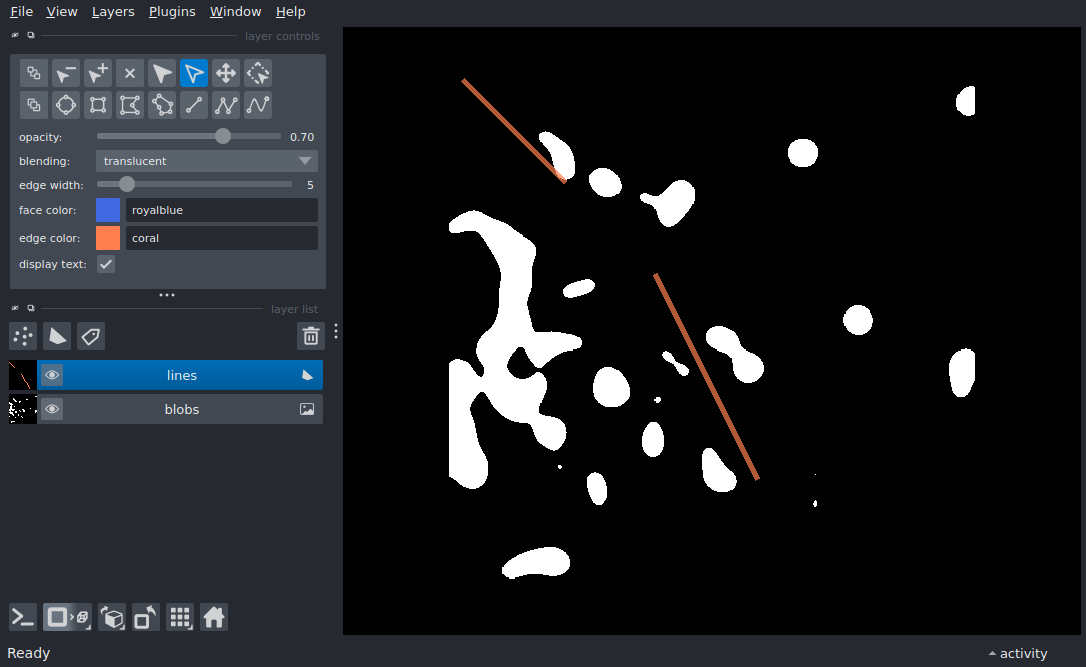 File View Layers Plugins Window Help
layer controls
opacity: 0.70
blending: translucent
edge width: 5
face color: royalblue
edge color: coral
display text:
layer list
lines
blobs
Ready
activity